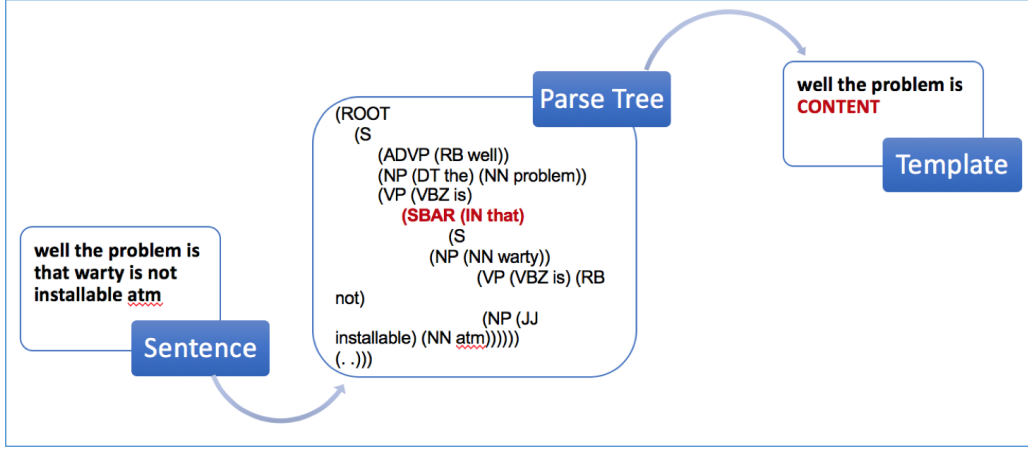 well the problem is
that warty is not
installable atm
Sentence
(ROOT
(S
(ADVP (RB well))
(NP (DT the) (NN problem))
(VP (VBZ is)
(SBAR (IN that)
(S
(NP (NN warty))
(VP (VBZ is) (RB
not)
(NP (JJ
installable) (NN atm))))))
(. .)))
Parse Tree
well the problem is
CONTENT
Template